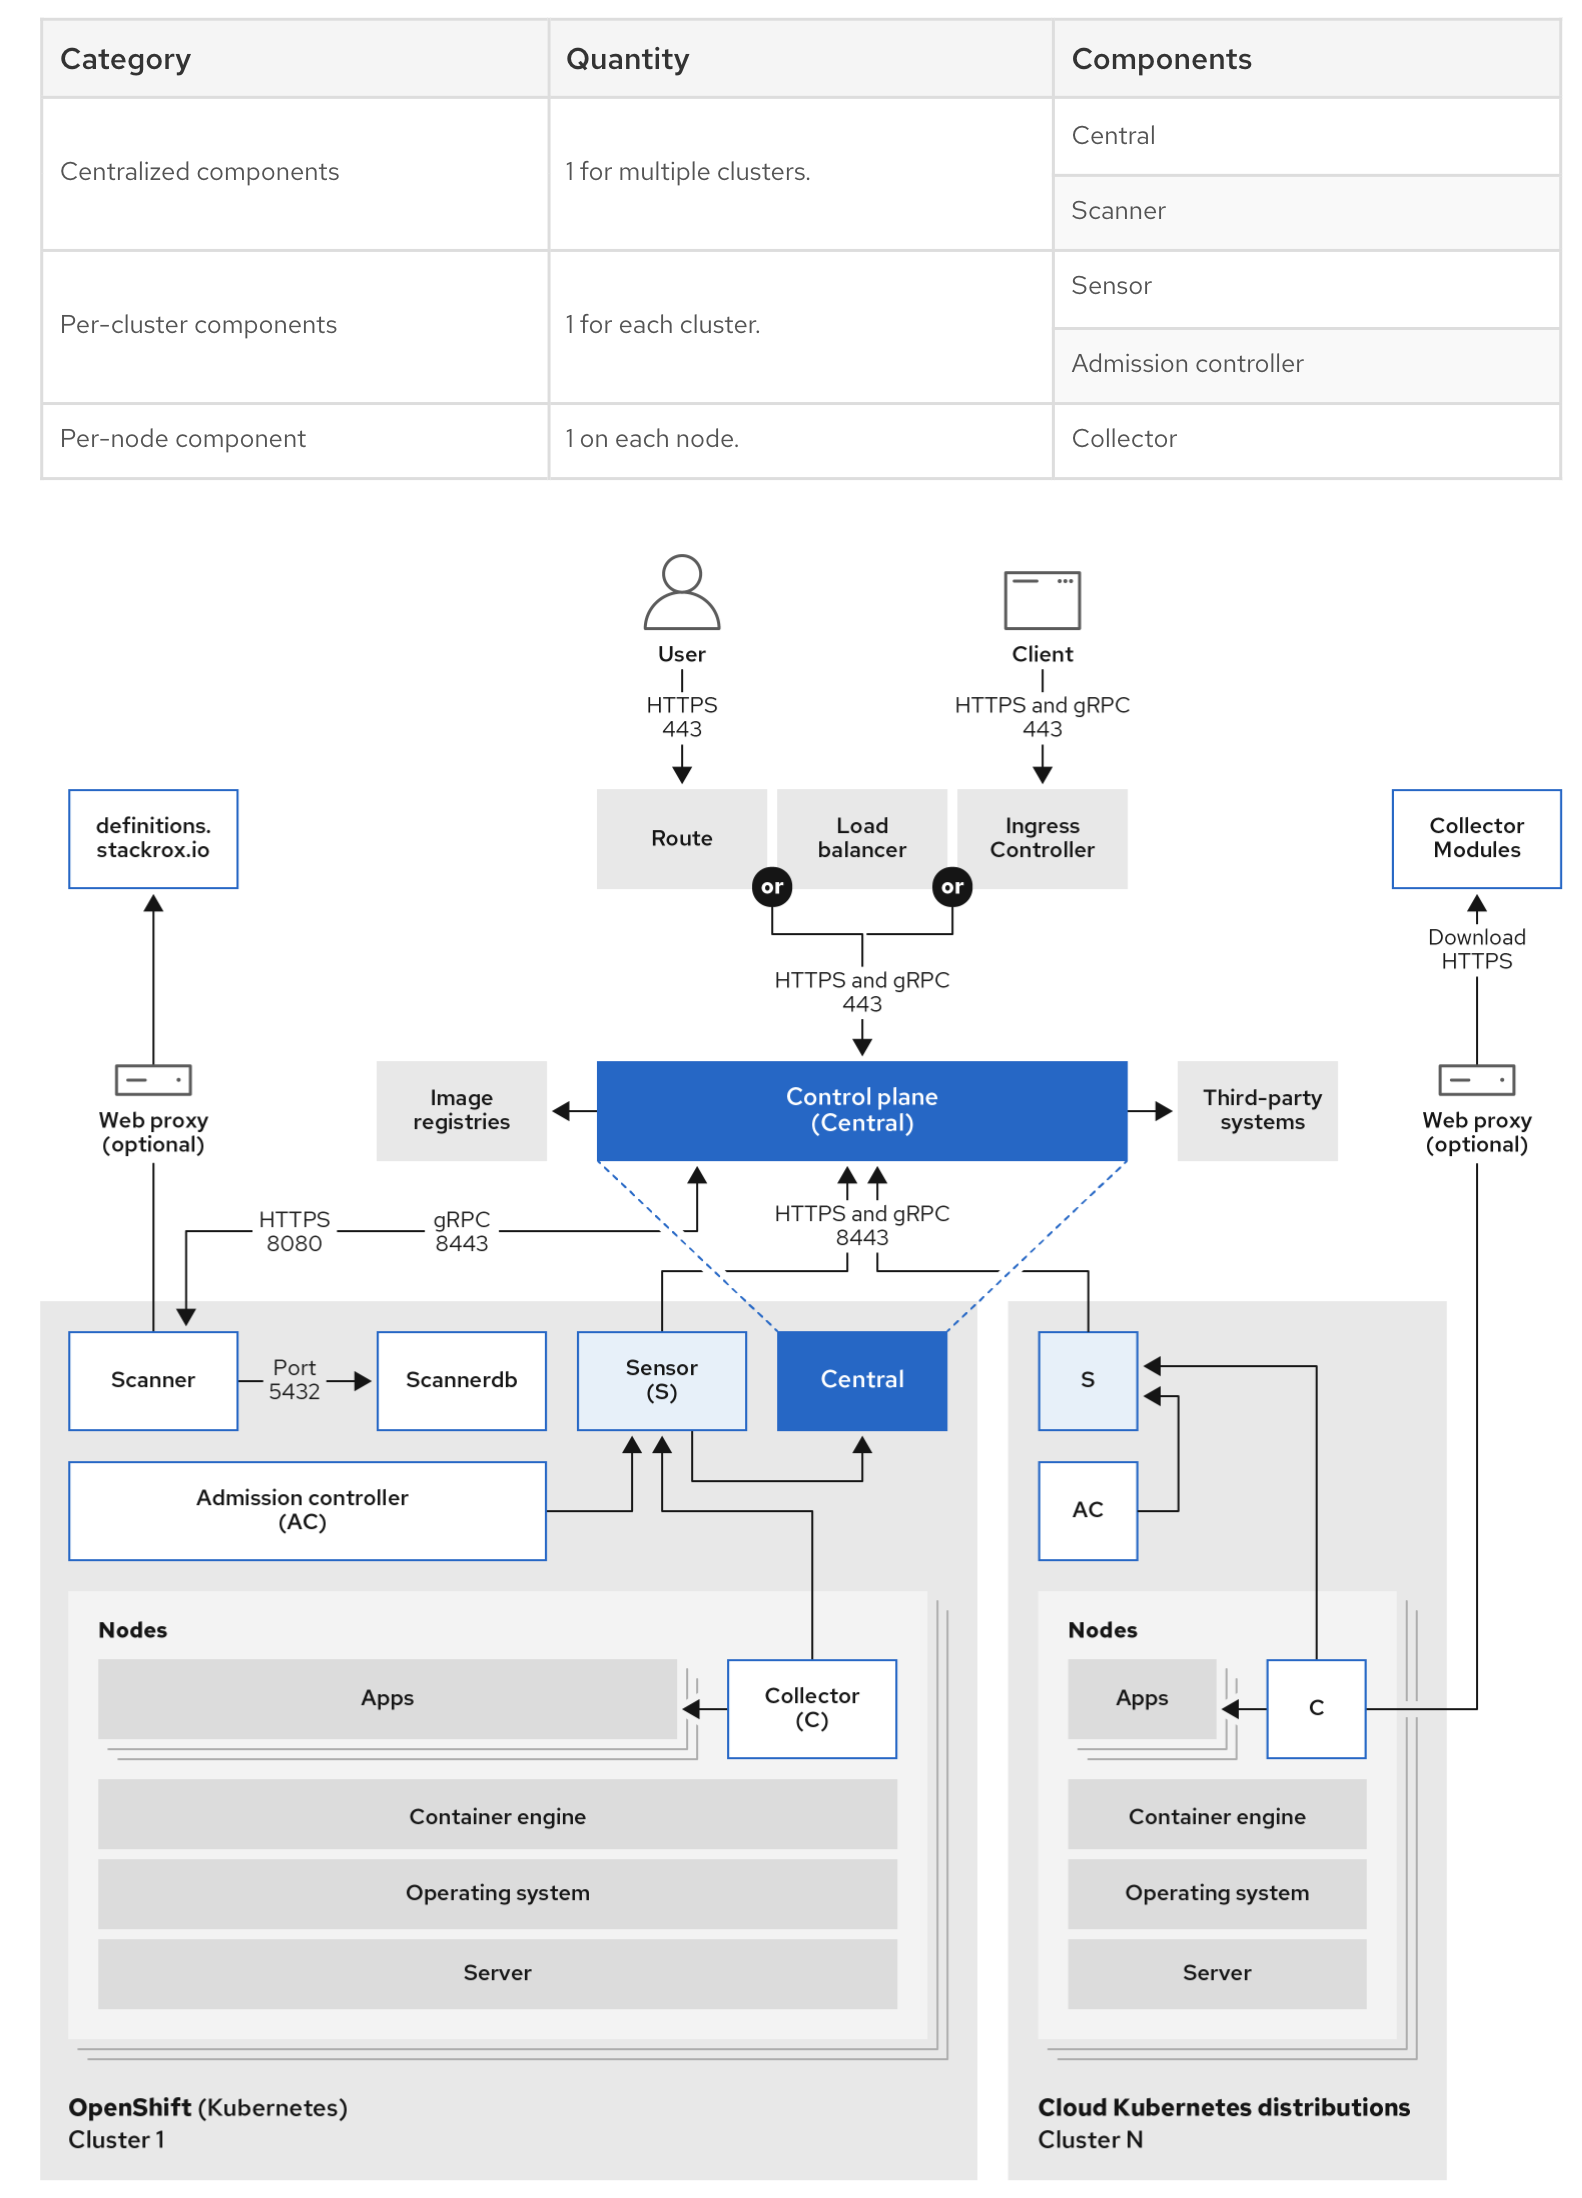 Category
Quantity
Components
Centralized components
1 for multiple clusters.
Central
Scanner
Per-cluster components
1 for each cluster.
Sensor
Admission controller
Per-node component
1 on each node.
Collector
User
Client
HTTPS
443
HTTPS and gRPC
443
definitions.
stackrox.io
Route
Load
balancer
Ingress
Controller
Collector
Modules
or
or
Download
HTTPS
HTTPS and gRPC
443
Web proxy
(optional)
Image
registries
Control plane
(Central)
Third-party
systems
Web proxy
(optional)
HTTPS
8080
gRPC
8443
HTTPS and gRPC
8443
Scanner
Port
5432
Scannerdb
Sensor
(S)
Central
S
Admission controller
(AC)
AC
Nodes
Apps
Collector
(C)
Container engine
Operating system
Server
Nodes
Apps
C
Container engine
Operating system
Server
OpenShift (Kubernetes)
Cluster 1
Cloud Kubernetes distributions
Cluster N